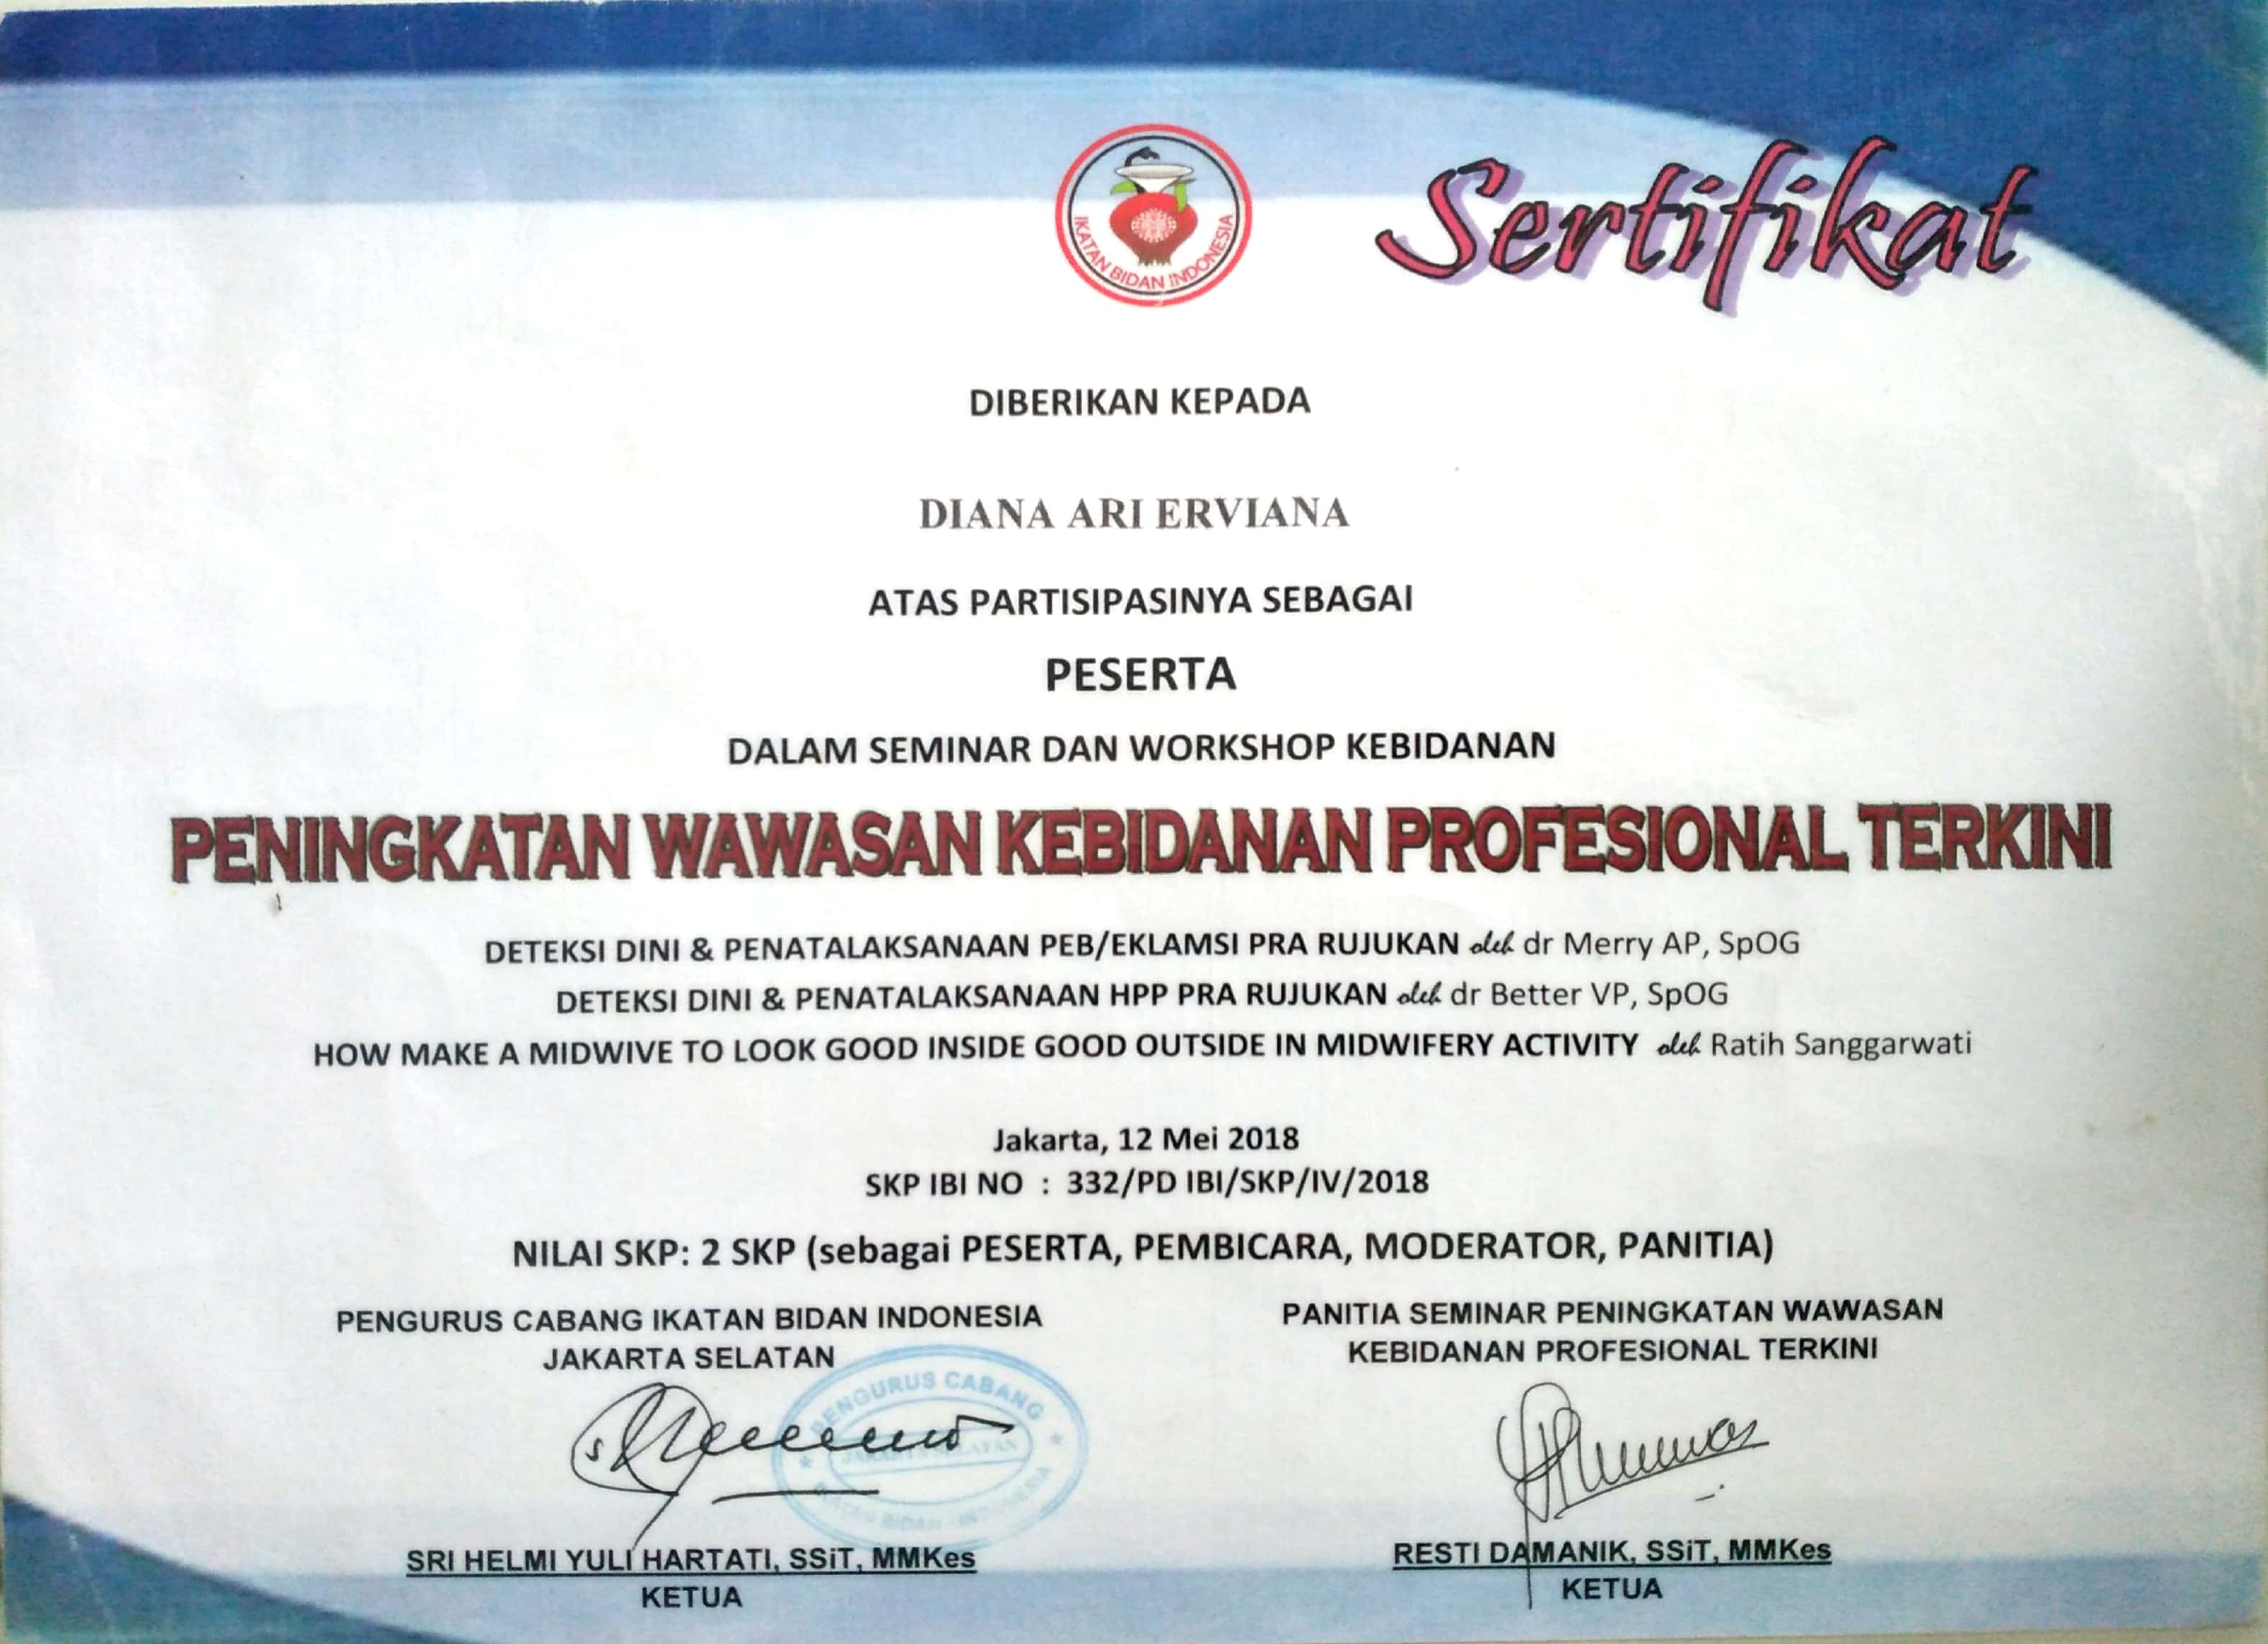 IKATAN BIDAN INDONESIA
Sertifikat
DIBERIKAN KEPADA
DIANA ARI ERVIANA
ATAS PARTISIPASINYA SEBAGAI
PESERTA
DALAM SEMINAR DAN WORKSHOP KEBIDANAN
PENINGKATAN WAWASAN KEBIDANAN PROFESIONAL TERKINI
DETEKSI DINI & PENATALAKSANAAN PEB/EKLAMSI PRA RUJUKAN oleh dr Merry AP, SpOG
DETEKSI DINI & PENATALAKSANAAN HPP PRA RUJUKAN oleh dr Better VP, SpOG
HOW MAKE A MIDWIVE TO LOOK GOOD INSIDE GOOD OUTSIDE IN MIDWIFERY ACTIVITY oleh Ratih Sanggarwati
Jakarta, 12 Mei 2018
SKP IBI NO : 332/PD IBI/SKP/IV/2018
NILAI SKP: 2 SKP (sebagai PESERTA, PEMBICARA, MODERATOR, PANITIA)
PENGURUS CABANG IKATAN BIDAN INDONESIA
JAKARTA SELATAN
PENGURUS CABANG
JAKARTA SELATAN
IKATAN BIDAN INDONESIA
SRI HELMI YULI HARTATI, SSiT, MMKes
KETUA
PANITIA SEMINAR PENINGKATAN WAWASAN
KEBIDANAN PROFESIONAL TERKINI
RESTI DAMANIK, SSiT, MMKes
KETUA